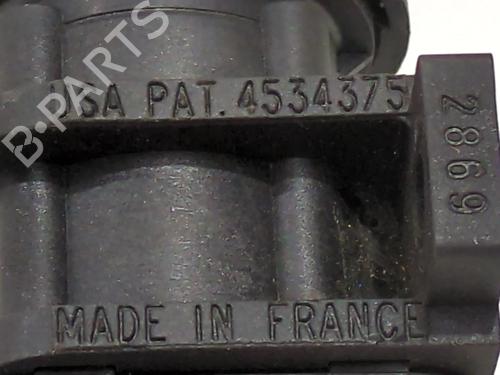 B-PARTS
USA PAT. 4534375
2869
MADE IN FRANCE